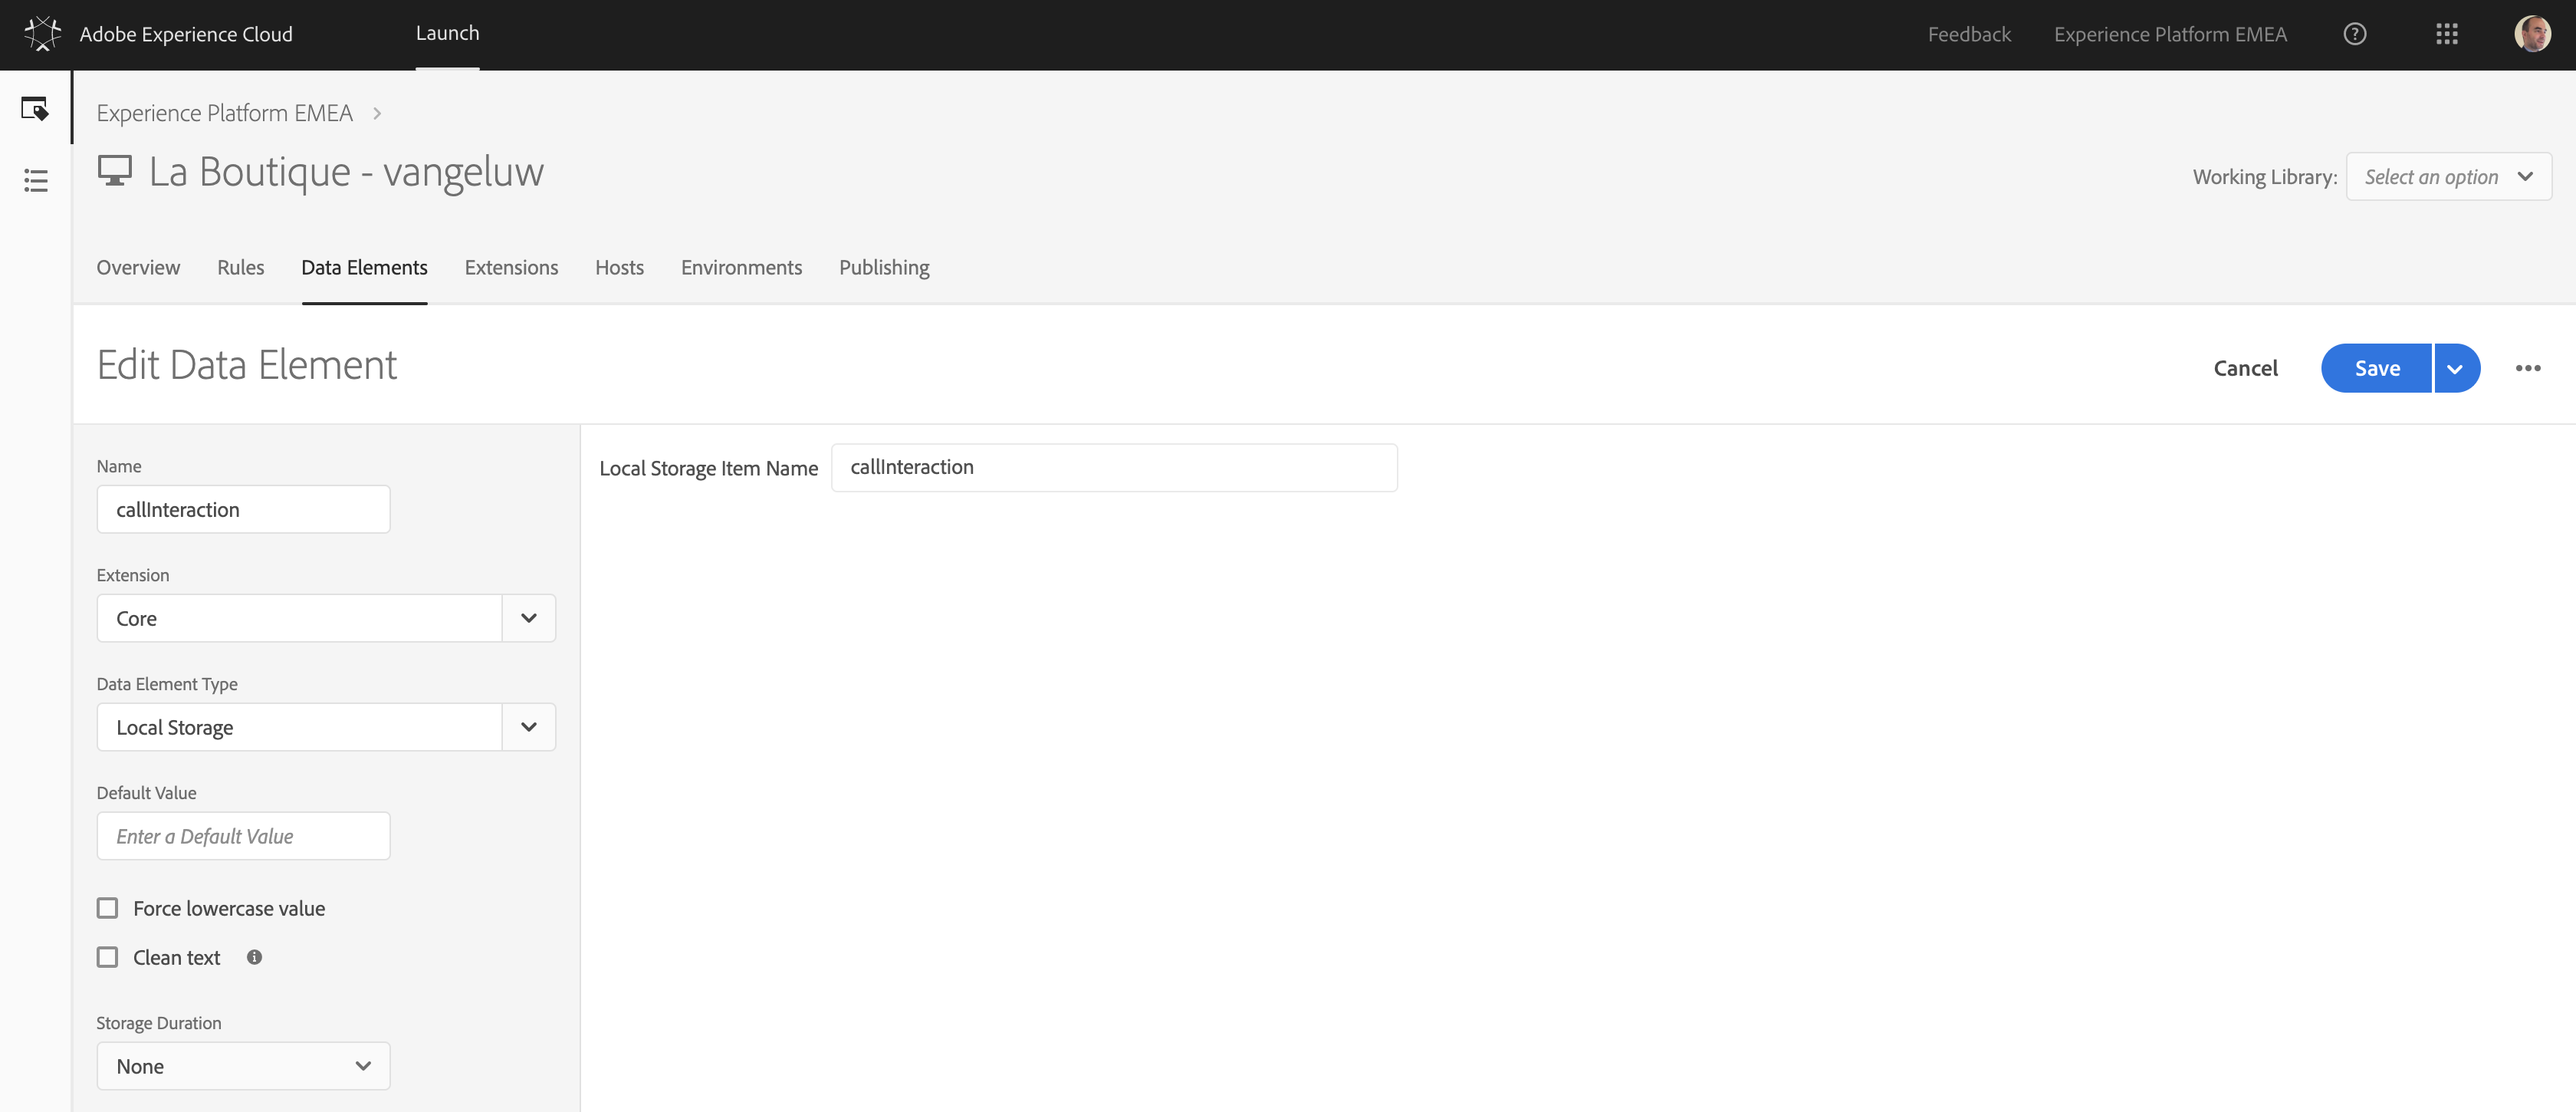 Adobe Experience Cloud Launch Feedback Experience Platform EMEA
Experience Platform EMEA
La Boutique - vangeluw
Working Library: Select an option
Overview Rules Data Elements Extensions Hosts Environments Publishing
Edit Data Element
Cancel Save
Name
callInteraction
Extension
Core
Data Element Type
Local Storage
Default Value
Enter a Default Value
Force lowercase value
Clean text
Storage Duration
None
Local Storage Item Name callInteraction